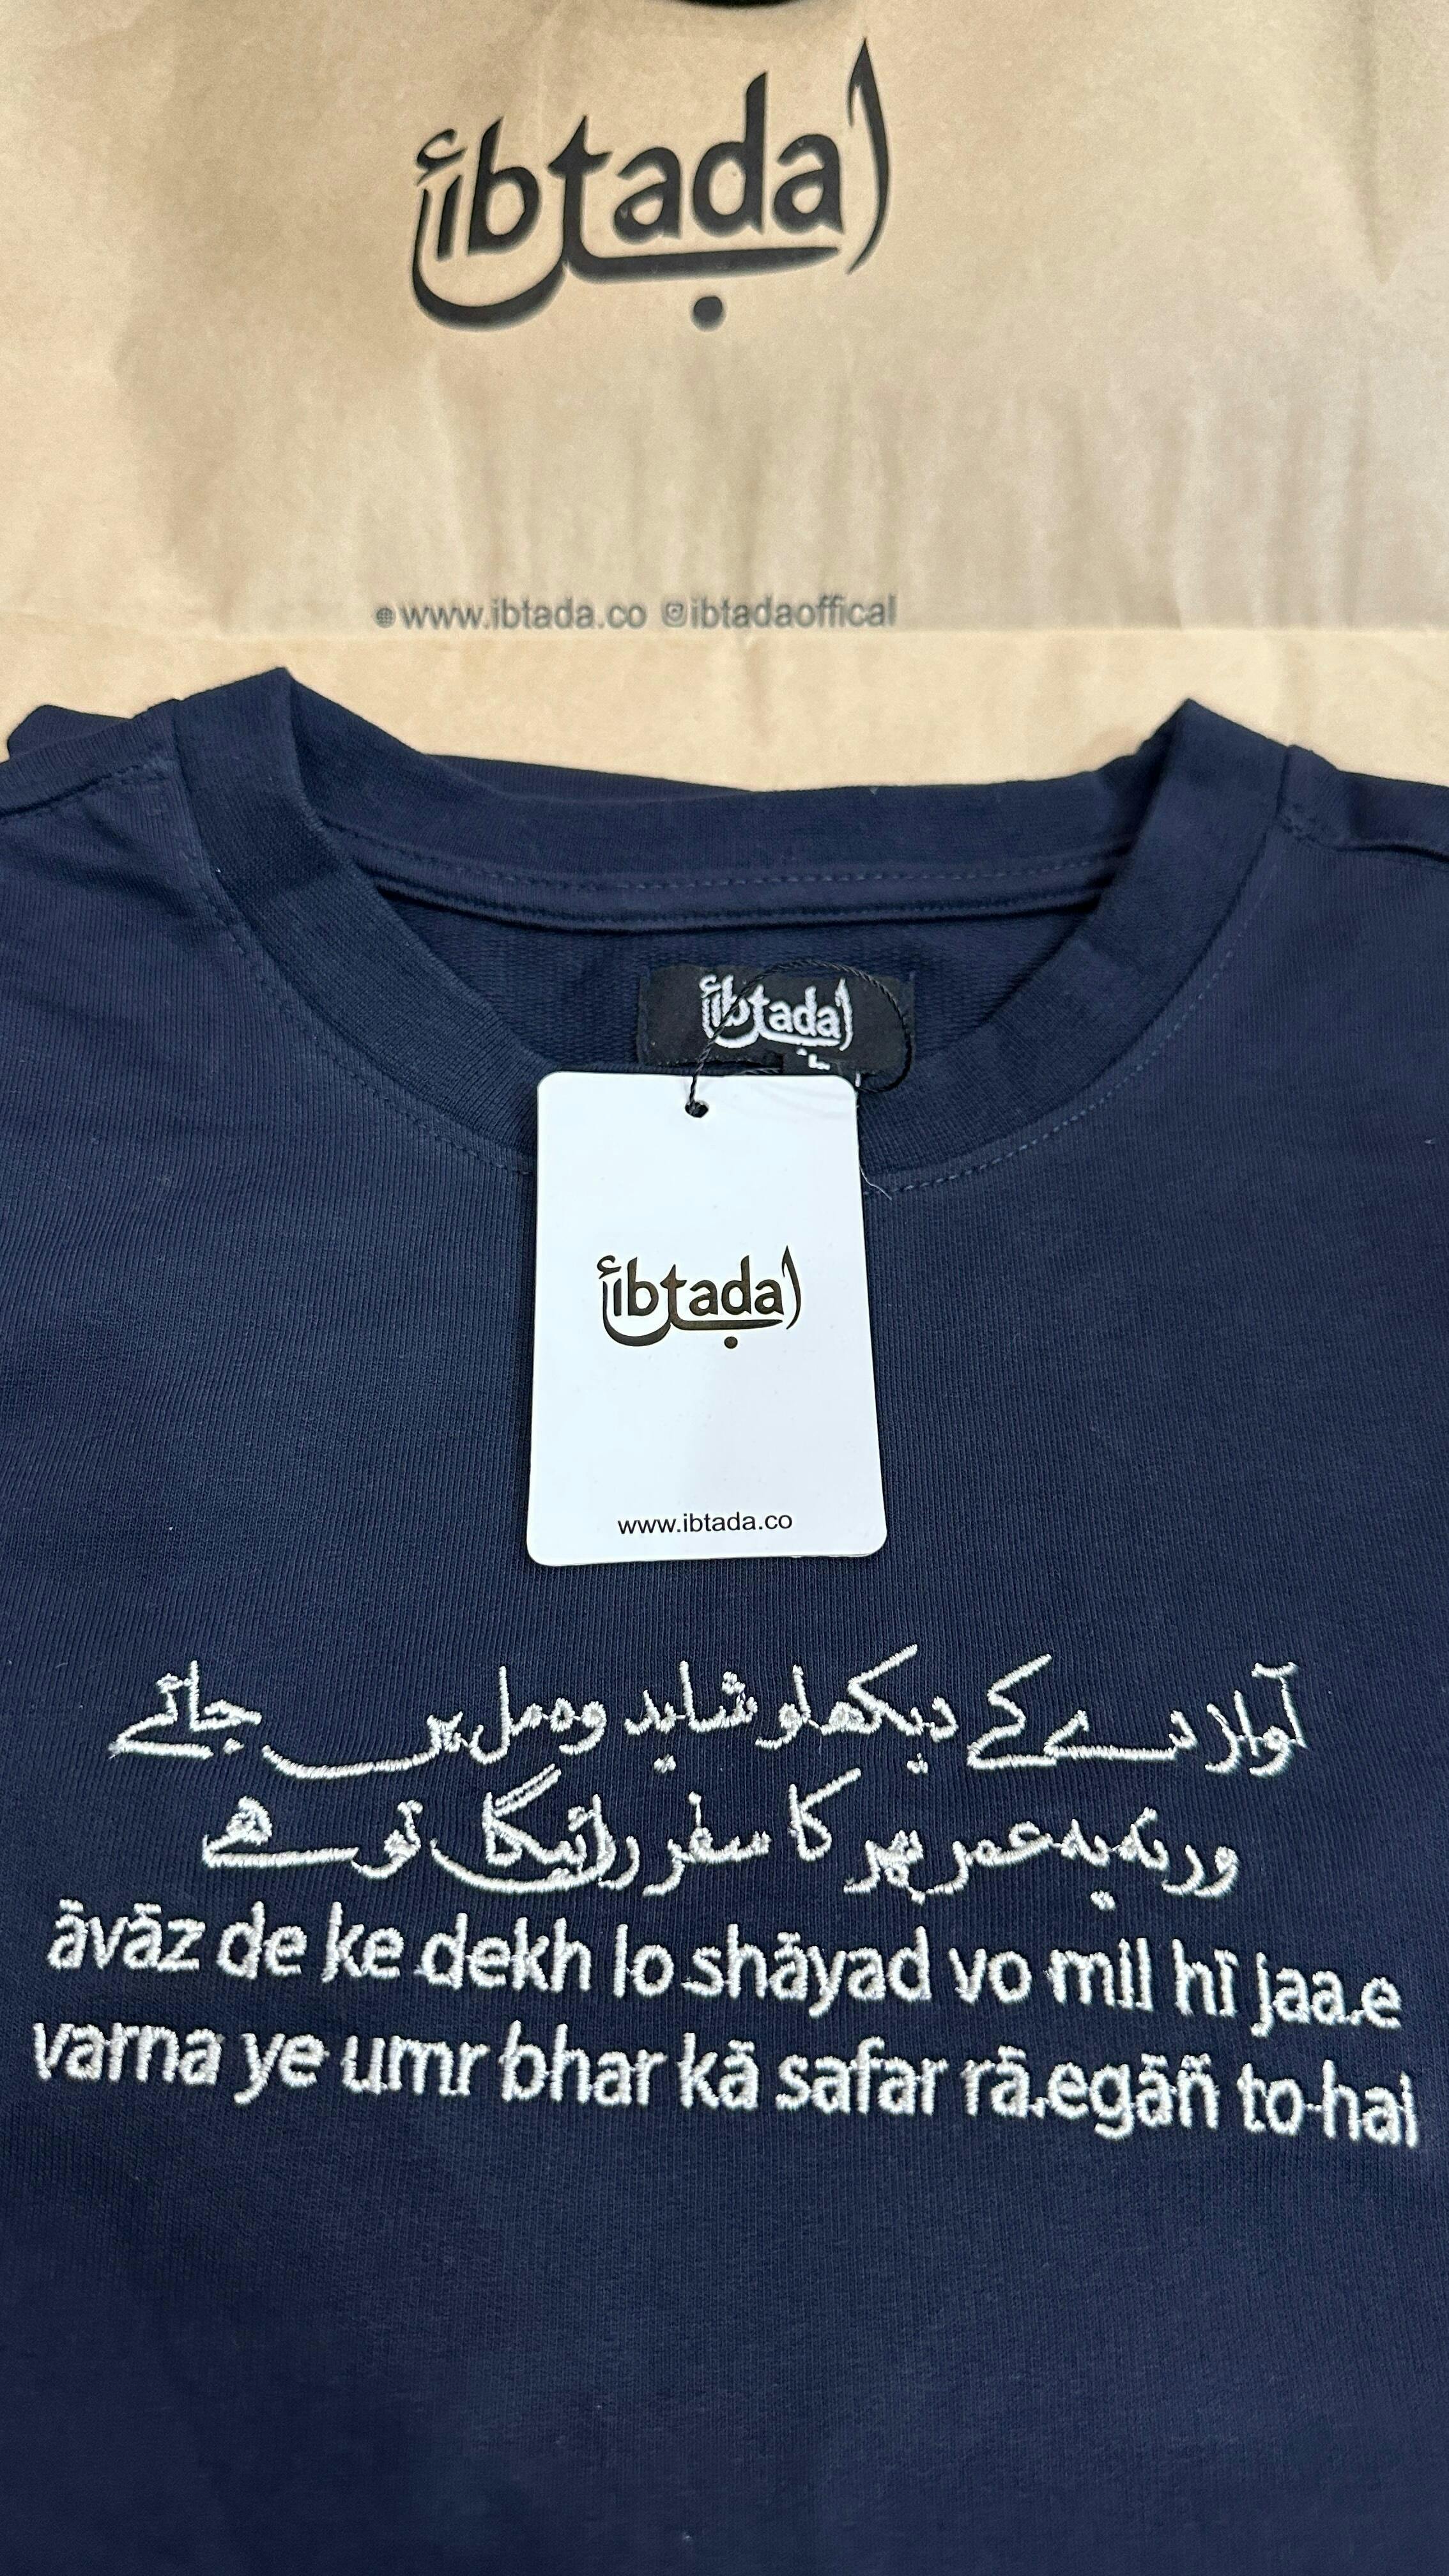 ibtada
www.ibtada.co @ibtadaoffical
ibtada
L
ibtada
www.ibtada.co
آواز دے کے دیکھ لو شاید وہ مل ہی جائے
ورنہ یہ عمر بھر کا سفر رائیگاں تو ہے
āvāz de ke dekh lo shāyad vo mil hī jaa.e
varna ye umr bhar kā safar rā.egāñ to hai